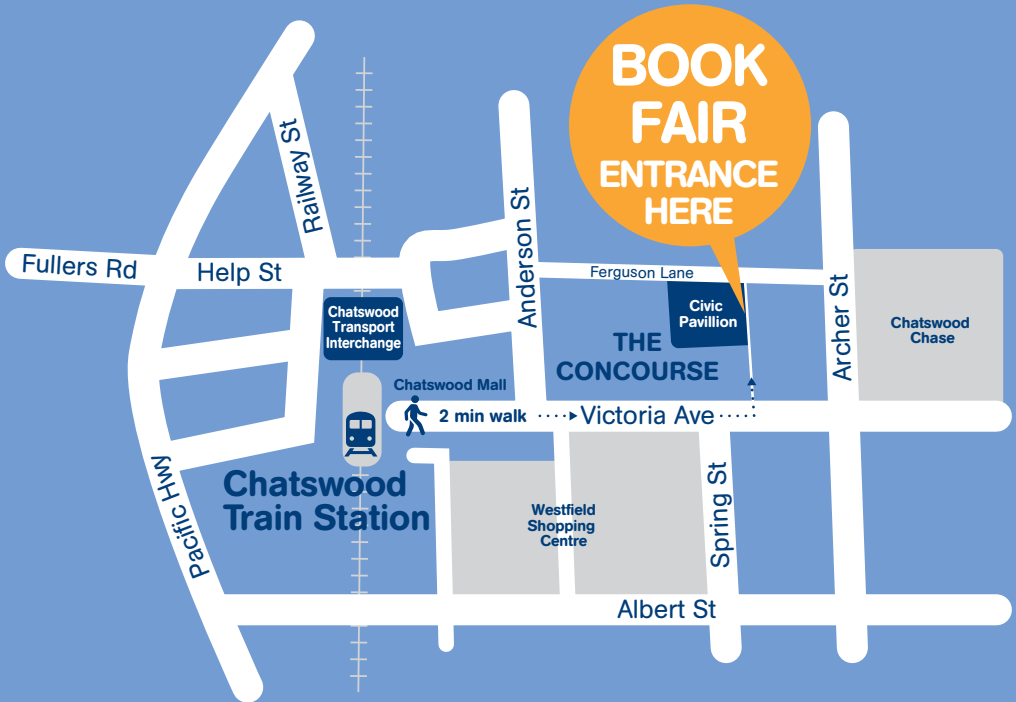 BOOK
FAIR
ENTRANCE
HERE
Railway St
Anderson St
Fullers Rd
Help St
Ferguson Lane
Archer St
Chatswood
Transport
Interchange
Civic
Pavillion
Chatswood
Chase
THE
CONCOURSE
Chatswood Mall
2 min walk
Victoria Ave
Pacific Hwy
Chatswood
Train Station
Westfield
Shopping
Centre
Spring St
Albert St